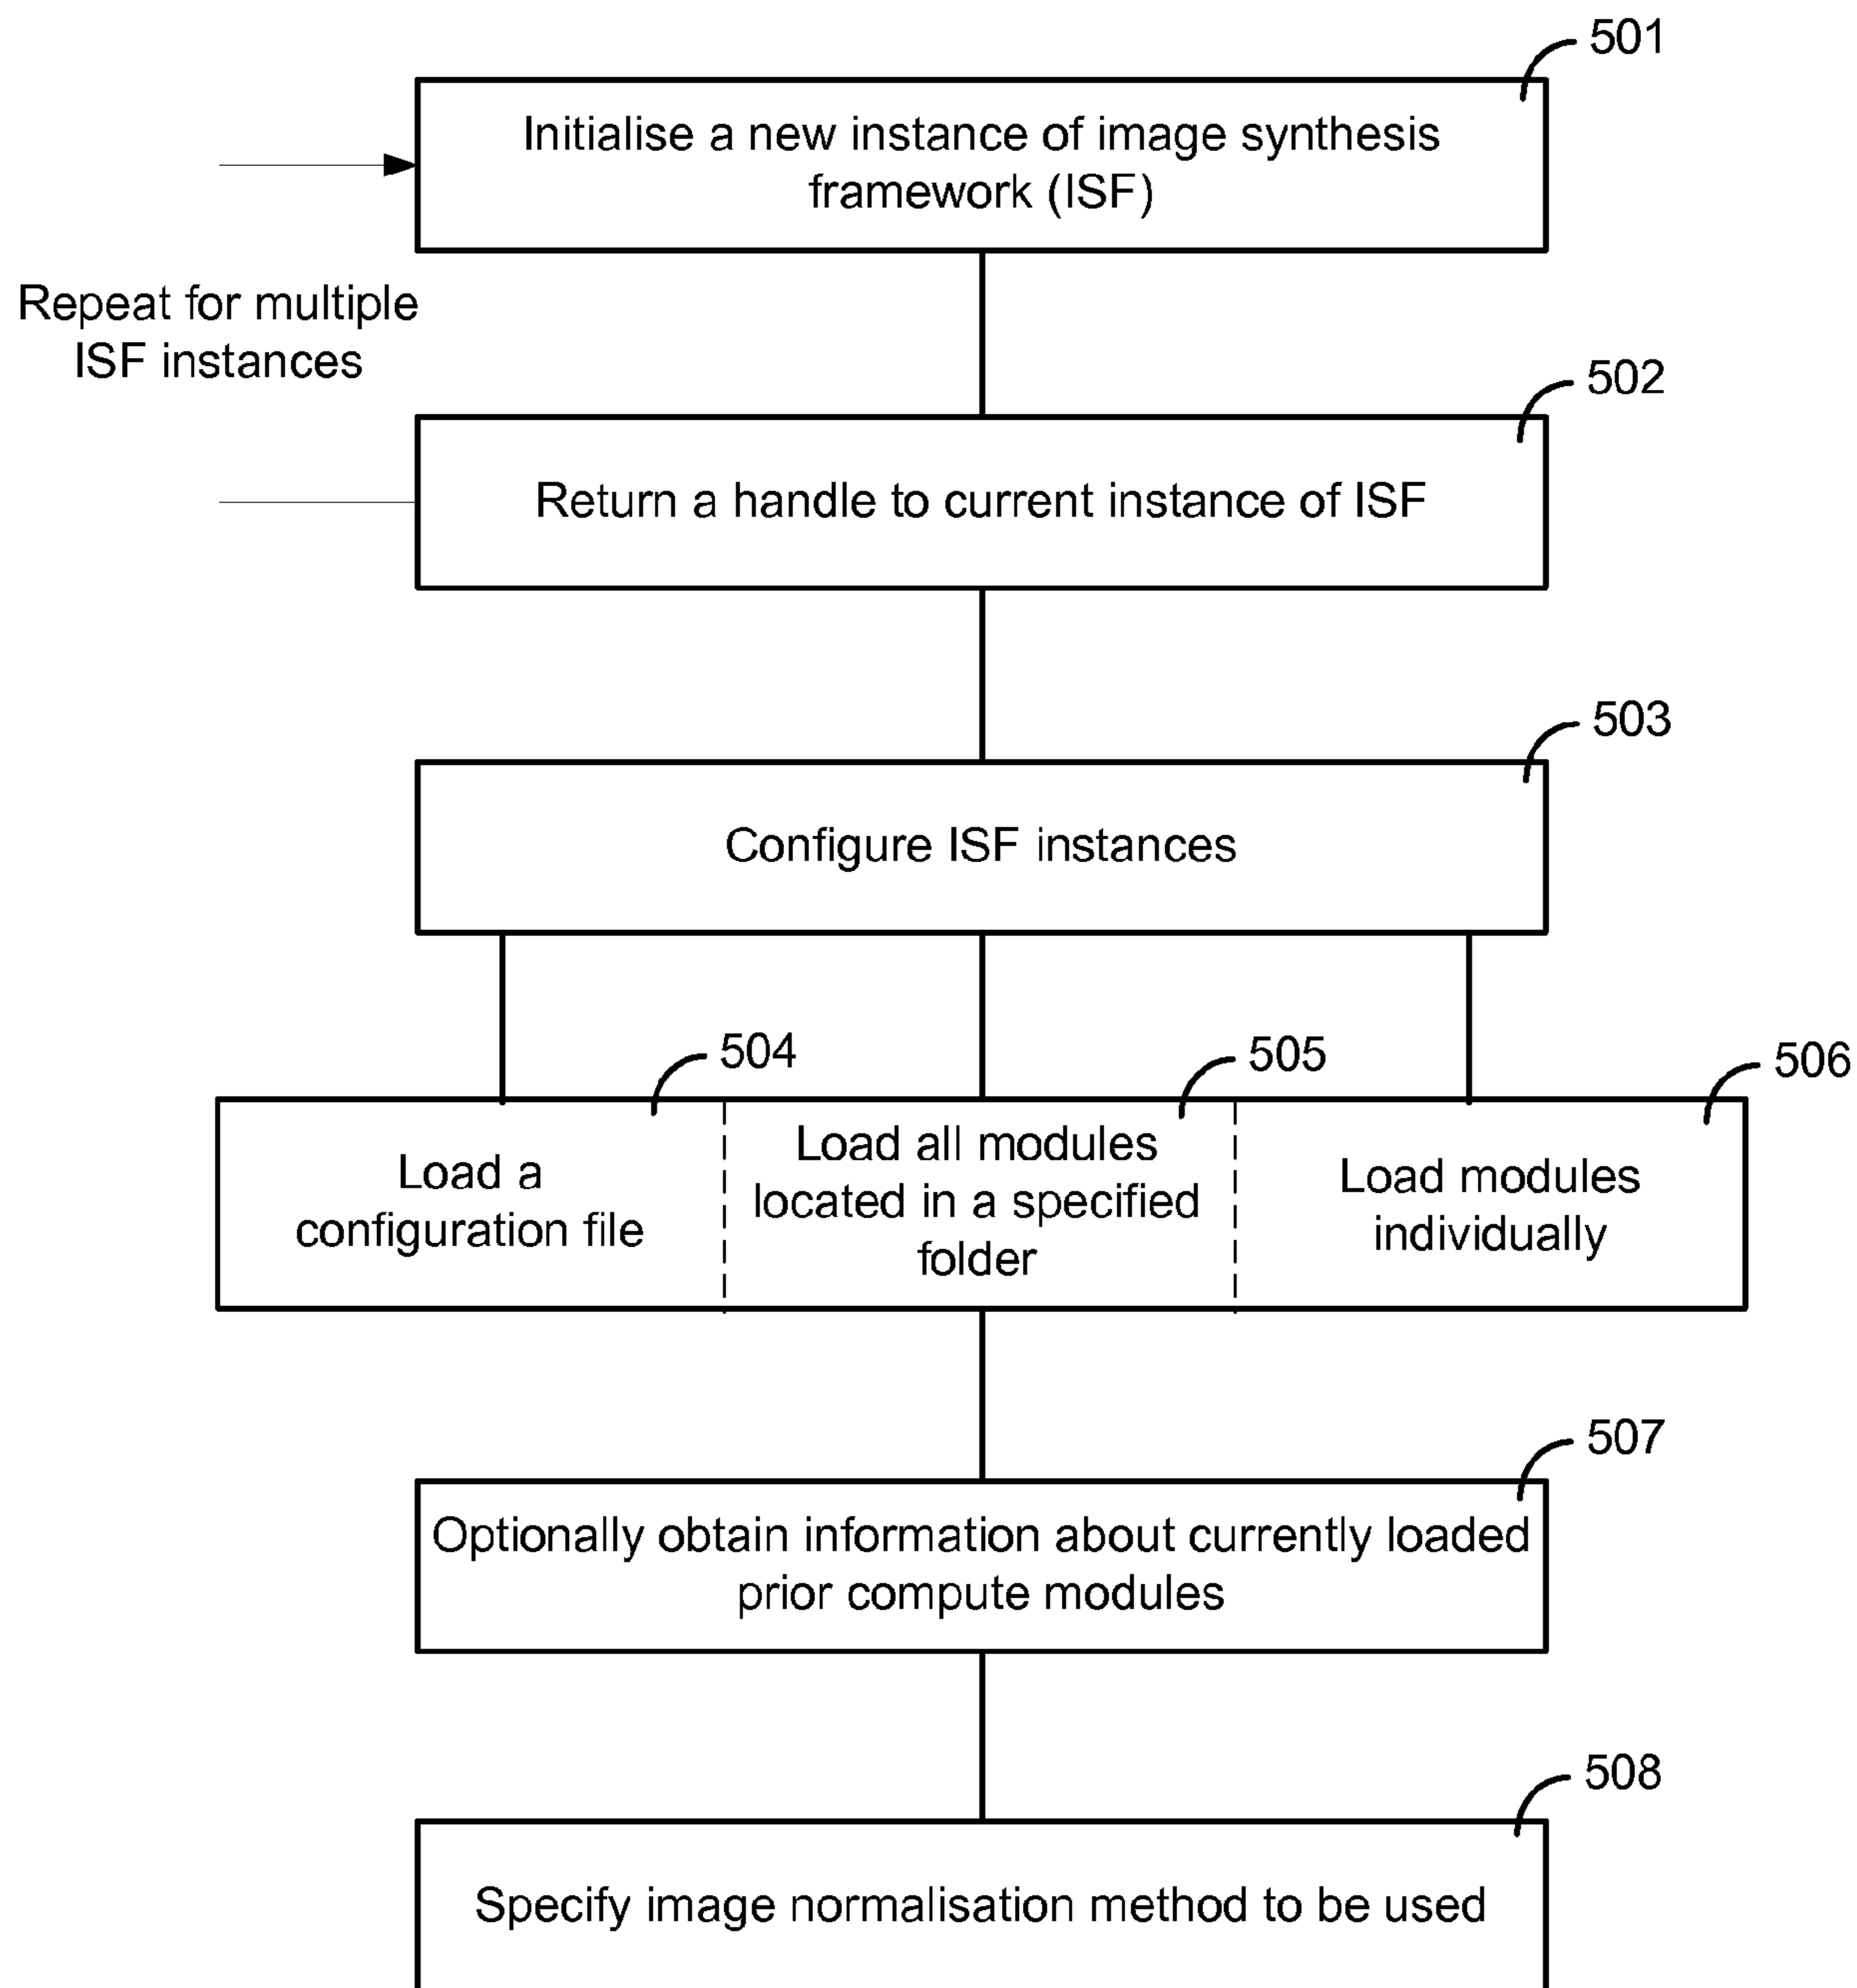 501
Initialise a new instance of image synthesis
framework (ISF)
Repeat for multiple
ISF instances
502
Return a handle to current instance of ISF
503
Configure ISF instances
504
505
506
Load a
configuration file
Load all modules
located in a specified
folder
Load modules
individually
507
Optionally obtain information about currently loaded
prior compute modules
508
Specify image normalisation method to be used